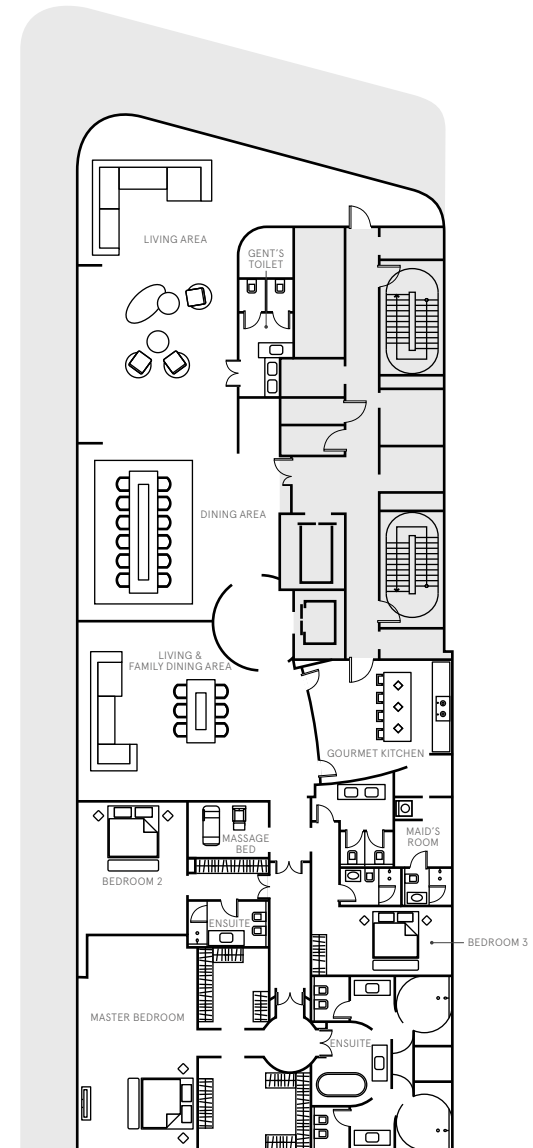 LIVING AREA
GENT'S
TOILET
DINING AREA
LIVING &
FAMILY DINING AREA
GOURMET KITCHEN
MASSAGE
BED
MAID'S
ROOM
BEDROOM 2
ENSUITE
BEDROOM 3
MASTER BEDROOM
ENSUITE